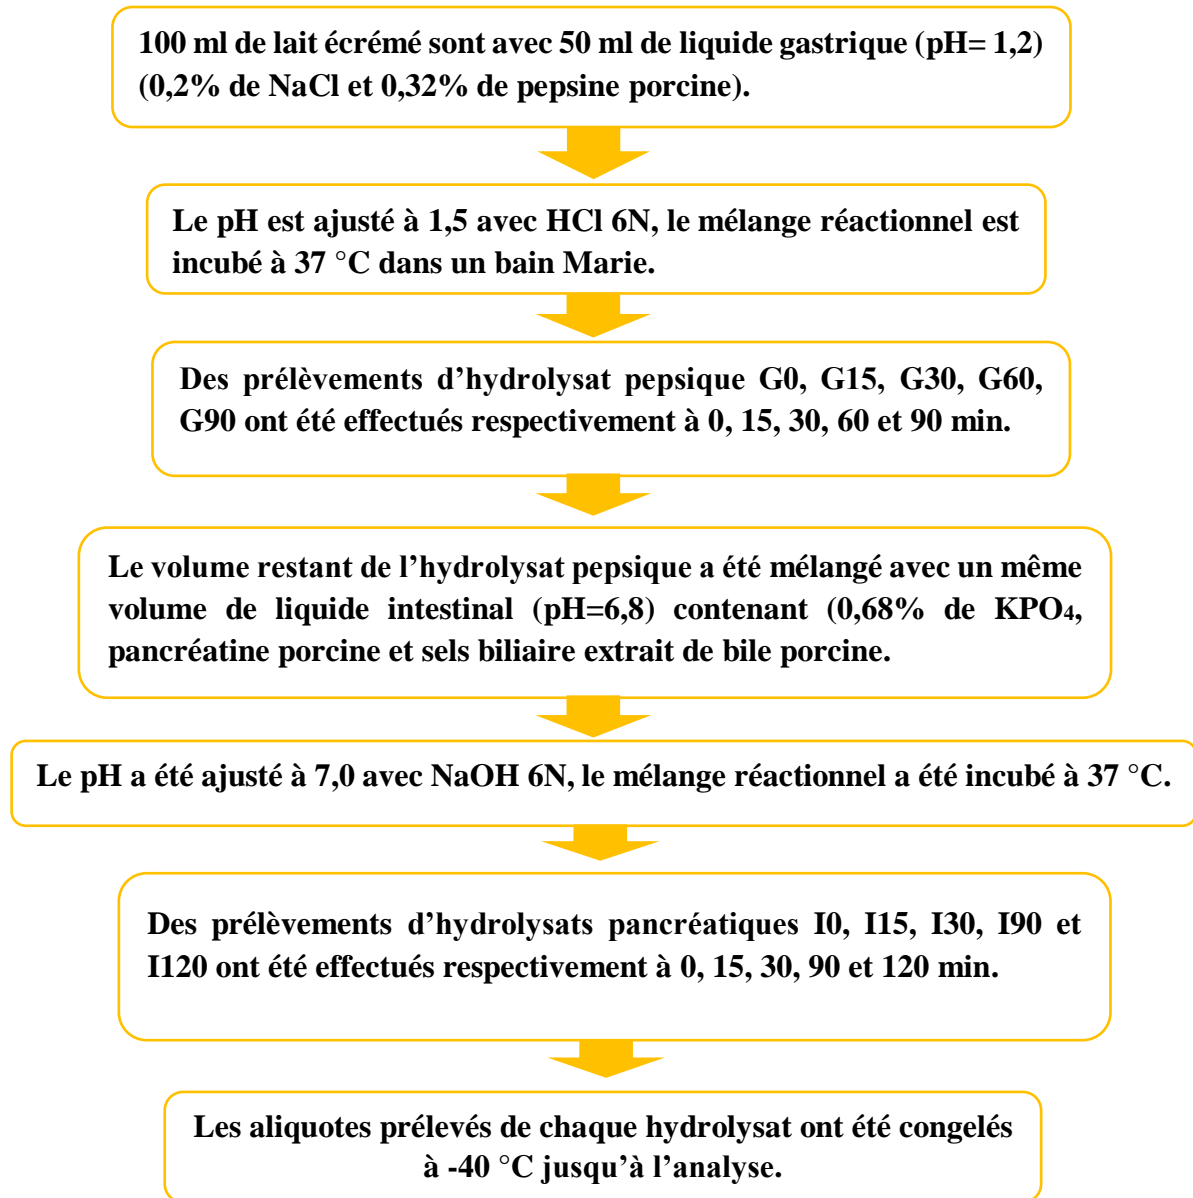 100 ml de lait écrémé sont avec 50 ml de liquide gastrique (pH= 1,2)
(0,2% de NaCl et 0,32% de pepsine porcine).
Le pH est ajusté à 1,5 avec HCl 6N, le mélange réactionnel est
incubé à 37 °C dans un bain Marie.
Des prélèvements d’hydrolysat pepsique G0, G15, G30, G60,
G90 ont été effectués respectivement à 0, 15, 30, 60 et 90 min.
Le volume restant de l’hydrolysat pepsique a été mélangé avec un même
volume de liquide intestinal (pH=6,8) contenant (0,68% de KPO₄,
pancréatine porcine et sels biliaire extrait de bile porcine.
Le pH a été ajusté à 7,0 avec NaOH 6N, le mélange réactionnel a été incubé à 37 °C.
Des prélèvements d’hydrolysats pancréatiques I0, I15, I30, I90 et
I120 ont été effectués respectivement à 0, 15, 30, 90 et 120 min.
Les aliquotes prélevés de chaque hydrolysat ont été congelés
à -40 °C jusqu’à l’analyse.